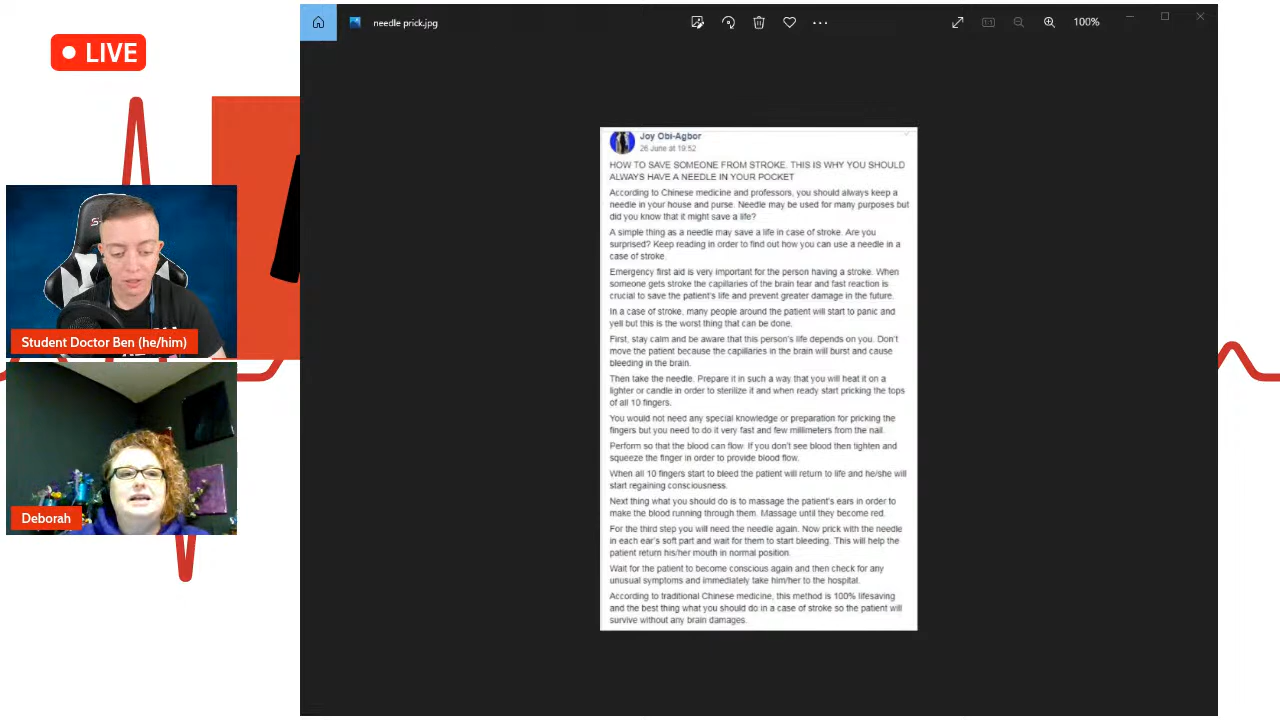 LIVE
needle prick.jpg
100%
Joy Obi-Agbor
26 June at 19:52
HOW TO SAVE SOMEONE FROM STROKE. THIS IS WHY YOU SHOULD
ALWAYS HAVE A NEEDLE IN YOUR POCKET
According to Chinese medicine and professors, you should always keep a
needle in your house and purse. Needle may be used for many purposes but
did you know that it might save a life?
A simple thing as a needle may save a life in case of stroke. Are you
surprised? Keep reading in order to find out how you can use a needle in a
case of stroke.
Emergency first aid is very important for the person having a stroke. When
someone gets stroke the capillaries of the brain tear and fast reaction is
crucial to save the patient's life and prevent greater damage in the future.
In a case of stroke, many people around the patient will start to panic and
yell but this is the worst thing that can be done.
First, stay calm and be aware that this person's life depends on you. Don't
move the patient because the capillaries in the brain will burst and cause
bleeding in the brain.
Then take the needle. Prepare it in such a way that you will heat it on a
lighter or candle in order to sterilize it and when ready start pricking the tops
of all 10 fingers.
You would not need any special knowledge or preparation for pricking the
fingers but you need to do it very fast and few millimeters from the nail.
Perform so that the blood can flow. If you don't see blood then tighten and
squeeze the finger in order to provide blood flow.
When all 10 fingers start to bleed the patient will return to life and he/she will
start regaining consciousness.
Next thing what you should do is to massage the patient's ears in order to
make the blood running through them. Massage until they become red.
For the third step you will need the needle again. Now prick with the needle
in each ear's soft part and wait for them to start bleeding. This will help the
patient return his/her mouth in normal position.
Wait for the patient to become conscious again and then check for any
unusual symptoms and immediately take him/her to the hospital.
According to traditional Chinese medicine, this method is 100% lifesaving
and the best thing what you should do in a case of stroke so the patient will
survive without any brain damages.
Student Doctor Ben (he/him)
Deborah